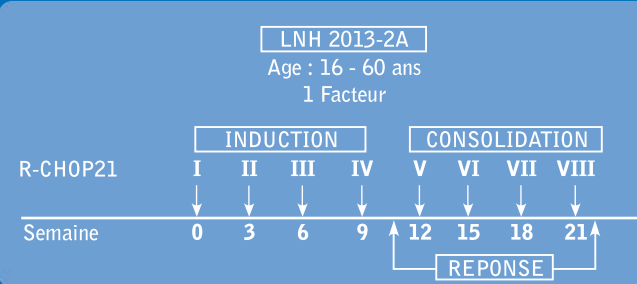 LNH 2013-2A
Age : 16 - 60 ans
1 Facteur
INDUCTION CONSOLIDATION
R-CHOP21 I II III IV V VI VII VIII
Semaine 0 3 6 9 12 15 18 21
REPONSE